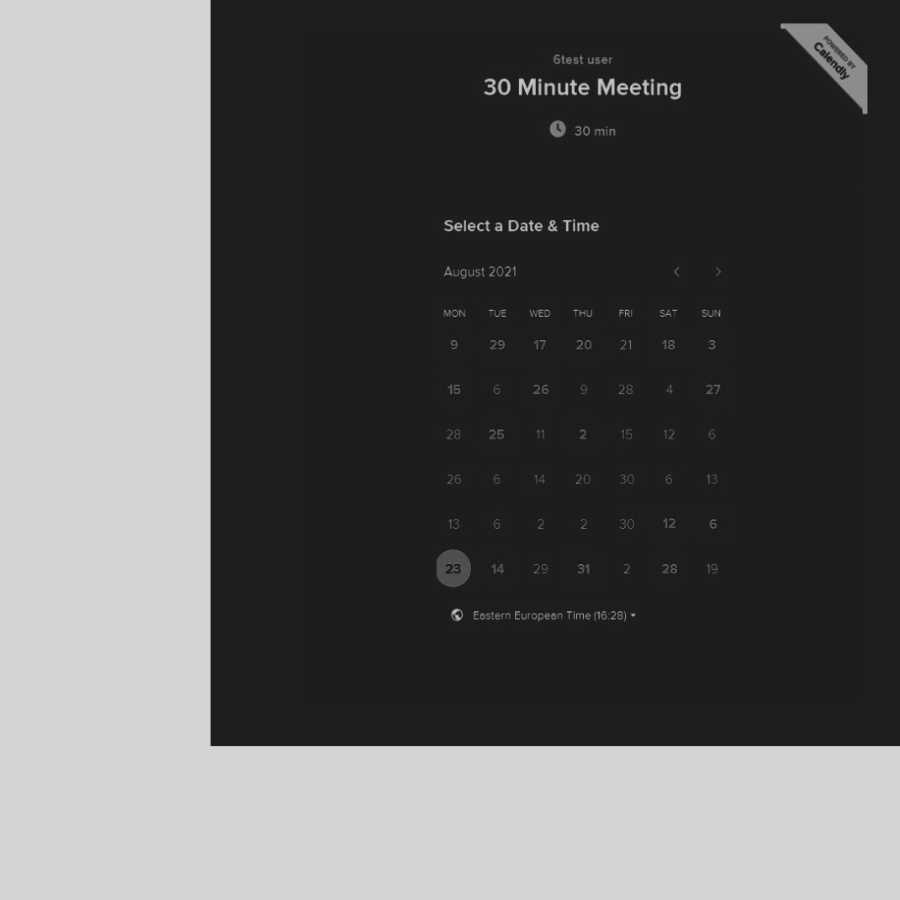 POWERED BY
Calendly
6test user
30 Minute Meeting
30 min
Select a Date & Time
August 2021
MON TUE WED THU FRI SAT SUN
9 29 17 20 21 18 3
15 6 26 9 28 4 27
28 25 11 2 15 12 6
26 6 14 20 30 6 13
13 6 2 2 30 12 6
23 14 29 31 2 28 19
Eastern European Time (16:28)